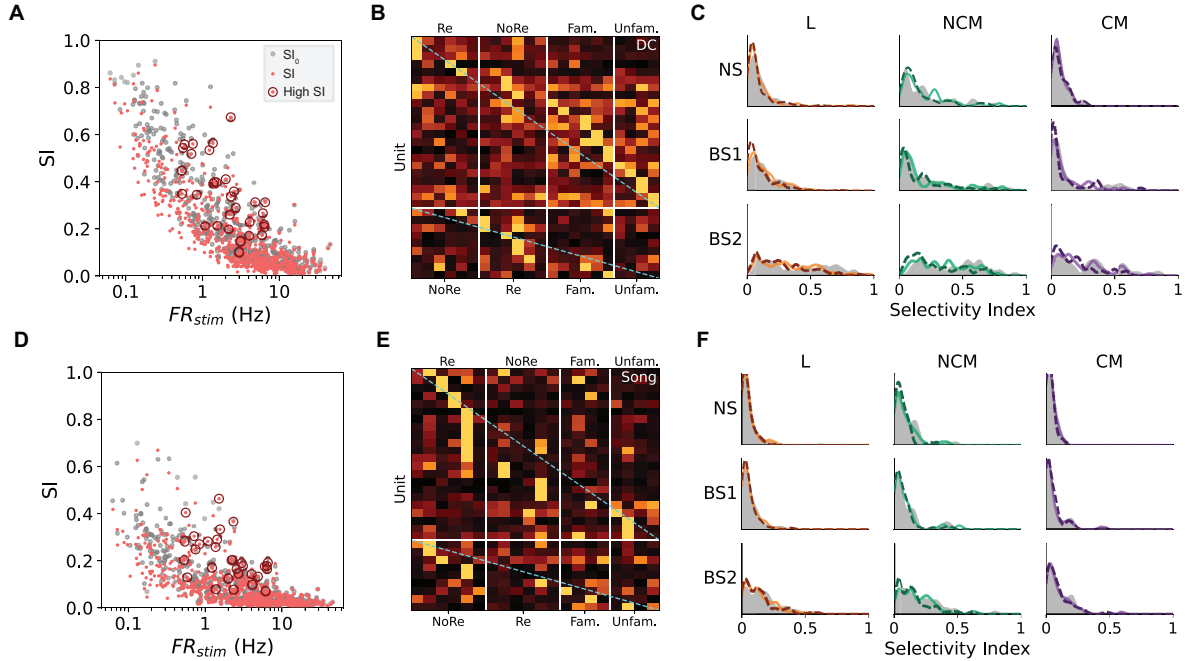 A
SI
1.0
0.8
0.6
0.4
0.2
0.0
SI0
SI
High SI
0.1
1
10
FRstim (Hz)
B
Re
NoRe
Fam.
Unfam.
DC
Unit
NoRe
Re
Fam.
Unfam.
C
L
NCM
CM
NS
BS1
BS2
0
0.5
1
0
0.5
1
0
0.5
1
Selectivity Index
D
SI
1.0
0.8
0.6
0.4
0.2
0.0
0.1
1
10
FRstim (Hz)
E
Re
NoRe
Fam.
Unfam.
Song
Unit
NoRe
Re
Fam.
Unfam.
F
L
NCM
CM
NS
BS1
BS2
0
0.5
1
0
0.5
1
0
0.5
1
Selectivity Index